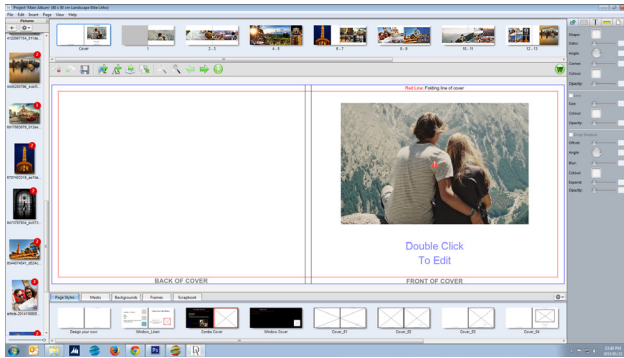 Project 'Main Album' (40 x 30 cm Landscape Elite Litho)
File Edit Insert Page View Help
Pictures
Cover
1
2 - 3
4 - 5
6 - 7
8 - 9
10 - 11
12 - 13
Shape:
Angle:
Corner:
Colour:
Opacity:
Size:
Colour:
Opacity:
Drop Shadow
Offset:
Angle:
Blur:
Colour:
Expand:
Opacity:
Red Line: Folding line of cover
Double Click
To Edit
BACK OF COVER
FRONT OF COVER
Page Styles
Masks
Backgrounds
Frames
Scrapbook
Design your own
Window_Linen
Combo Cover
Window Cover
Cover_01
Cover_02
Cover_03
Cover_04